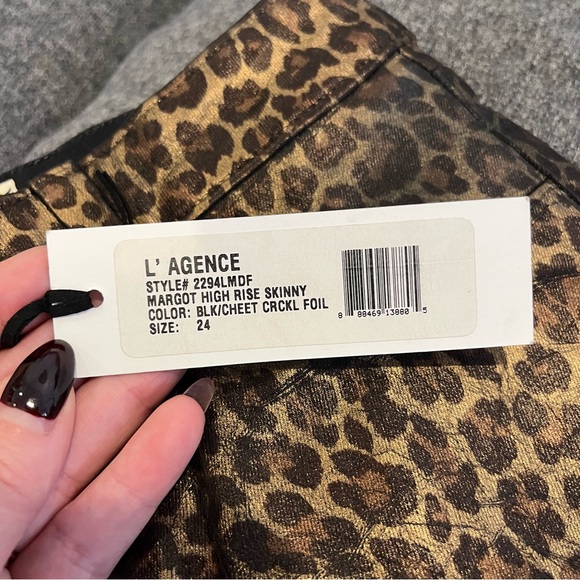 L' AGENCE
STYLE# 2294LMDF
MARGOT HIGH RISE SKINNY
COLOR: BLK/CHEET CRCKL FOIL
SIZE: 24
8 88469 13880 5